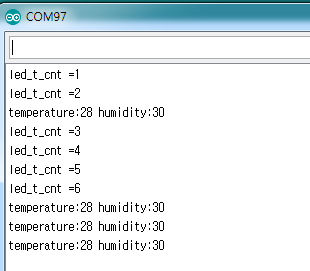 COM97
led_t_cnt =1
led_t_cnt =2
temperature:28 humidity:30
led_t_cnt =3
led_t_cnt =4
led_t_cnt =5
led_t_cnt =6
temperature:28 humidity:30
temperature:28 humidity:30
temperature:28 humidity:30